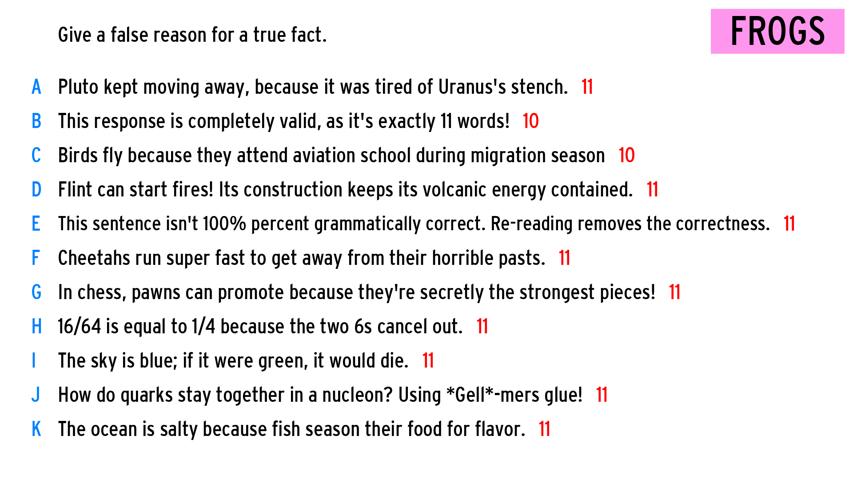 Give a false reason for a true fact.
FROGS
A Pluto kept moving away, because it was tired of Uranus's stench. 11
B This response is completely valid, as it's exactly 11 words! 10
C Birds fly because they attend aviation school during migration season 10
D Flint can start fires! Its construction keeps its volcanic energy contained. 11
E This sentence isn't 100% percent grammatically correct. Re-reading removes the correctness. 11
F Cheetahs run super fast to get away from their horrible pasts. 11
G In chess, pawns can promote because they're secretly the strongest pieces! 11
H 16/64 is equal to 1/4 because the two 6s cancel out. 11
I The sky is blue; if it were green, it would die. 11
J How do quarks stay together in a nucleon? Using *Gell*-mers glue! 11
K The ocean is salty because fish season their food for flavor. 11